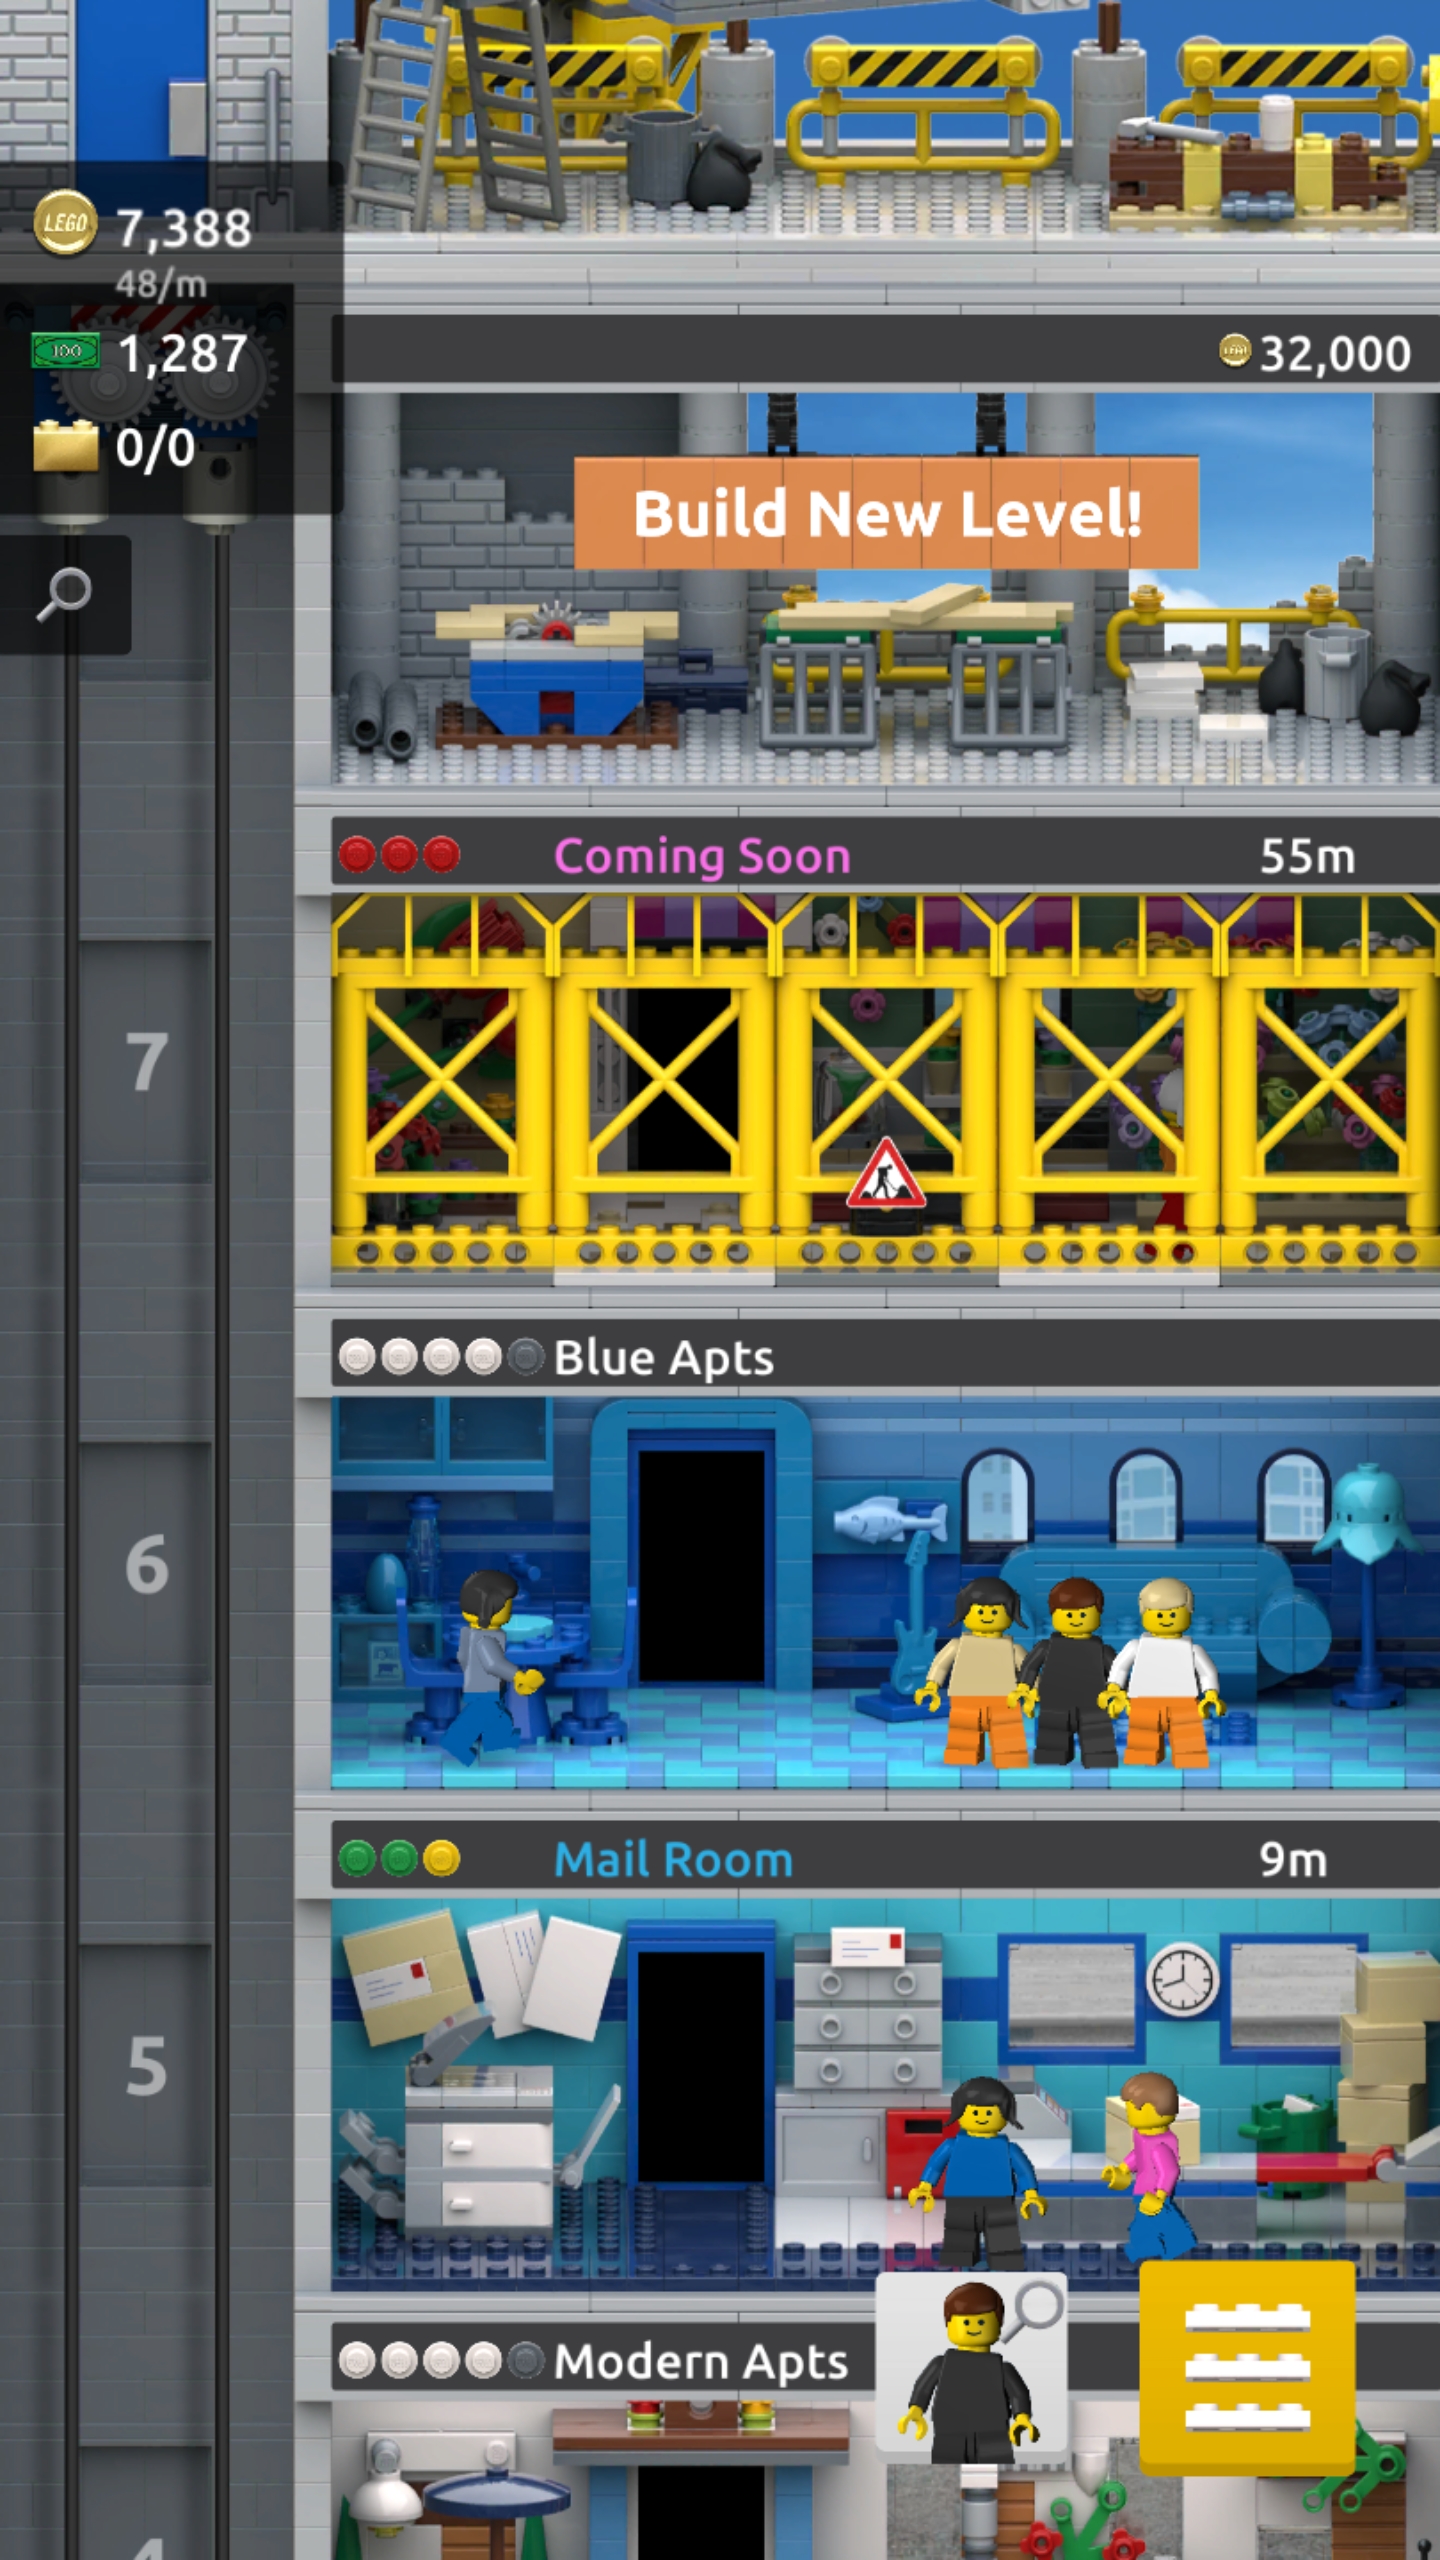 LEGO 7,388
48/m
100 1,287
0/0
32,000
Build New Level!
Coming Soon 55m
7
Blue Apts
6
Mail Room 9m
5
Modern Apts
4